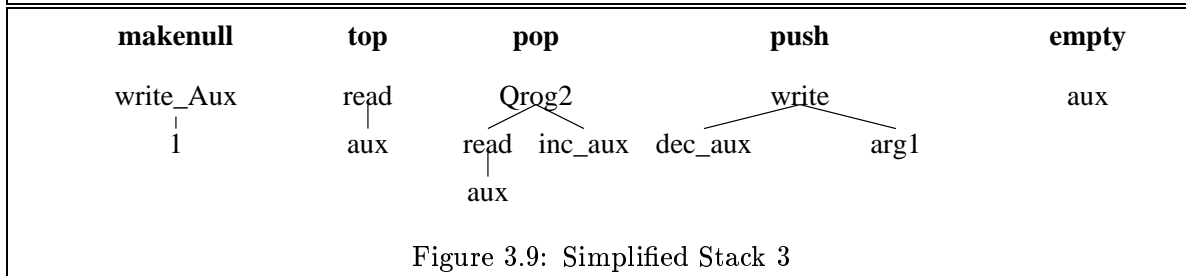 makenull top pop push empty
write_Aux read Qrog2 write aux
1 aux read inc_aux dec_aux arg1
aux
Figure 3.9: Simplified Stack 3